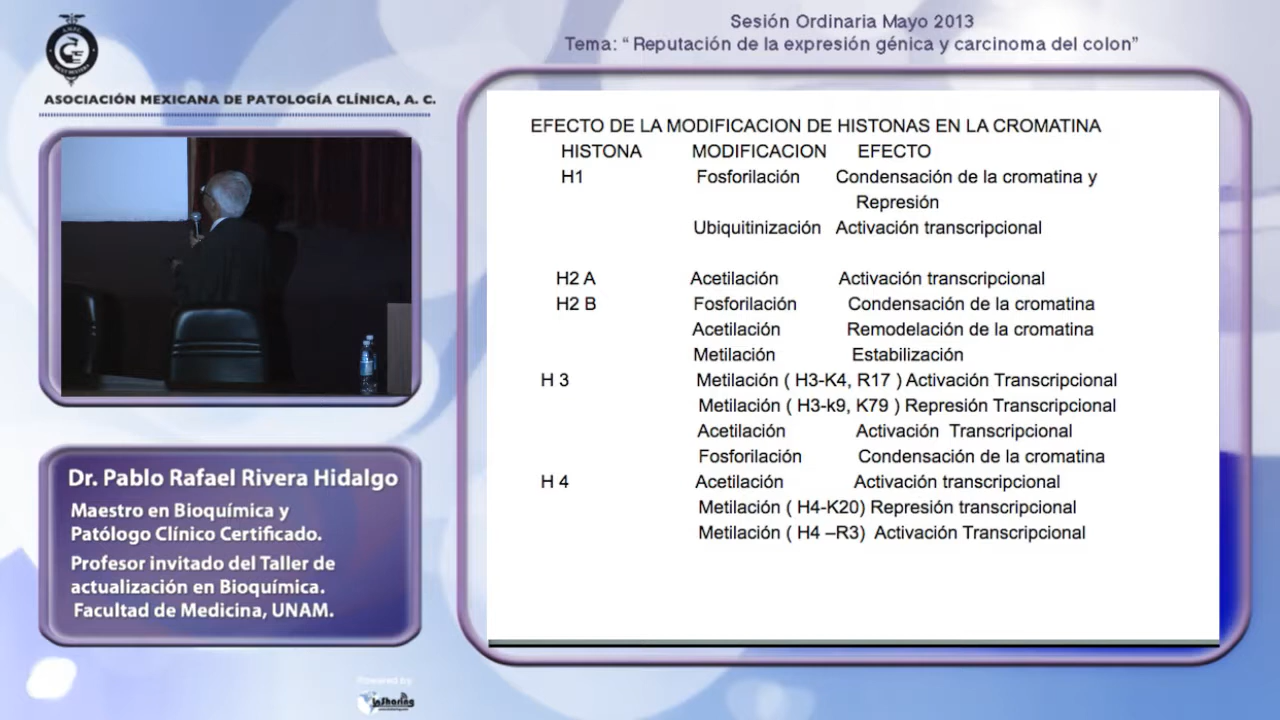 Sesión Ordinaria Mayo 2013
Tema: “ Reputación de la expresión génica y carcinoma del colon”
ASOCIACIÓN MEXICANA DE PATOLOGÍA CLÍNICA, A. C.
EFECTO DE LA MODIFICACION DE HISTONAS EN LA CROMATINA
HISTONA MODIFICACION EFECTO
H1 Fosforilación Condensación de la cromatina y
Represión
Ubiquitinización Activación transcripcional
H2 A Acetilación Activación transcripcional
H2 B Fosforilación Condensación de la cromatina
Acetilación Remodelación de la cromatina
Metilación Estabilización
H 3 Metilación ( H3-K4, R17 ) Activación Transcripcional
Metilación ( H3-k9, K79 ) Represión Transcripcional
Acetilación Activación Transcripcional
Fosforilación Condensación de la cromatina
H 4 Acetilación Activación transcripcional
Metilación ( H4-K20) Represión transcripcional
Metilación ( H4 –R3) Activación Transcripcional
Dr. Pablo Rafael Rivera Hidalgo
Maestro en Bioquímica y
Patólogo Clínico Certificado.
Profesor invitado del Taller de
actualización en Bioquímica.
Facultad de Medicina, UNAM.
Powered by:
InSharing